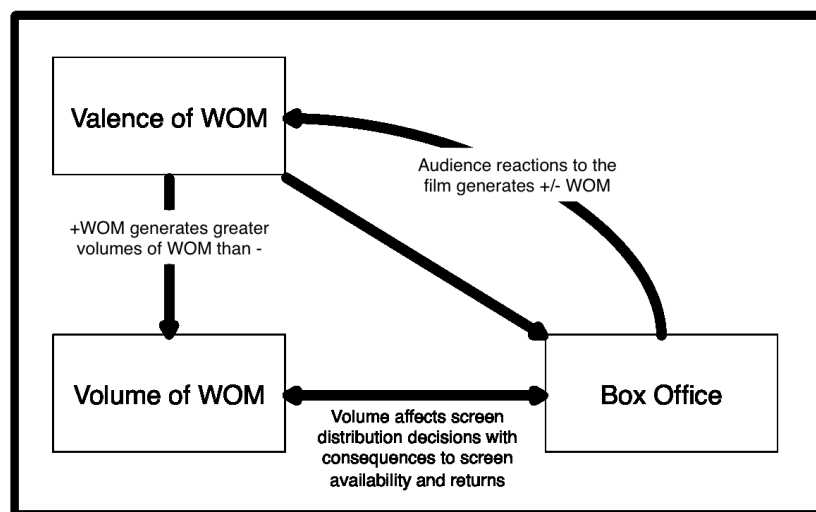 Valence of WOM
Audience reactions to the
film generates +/- WOM
+WOM generates greater
volumes of WOM than -
Volume of WOM
Box Office
Volume affects screen
distribution decisions with
consequences to screen
availability and returns